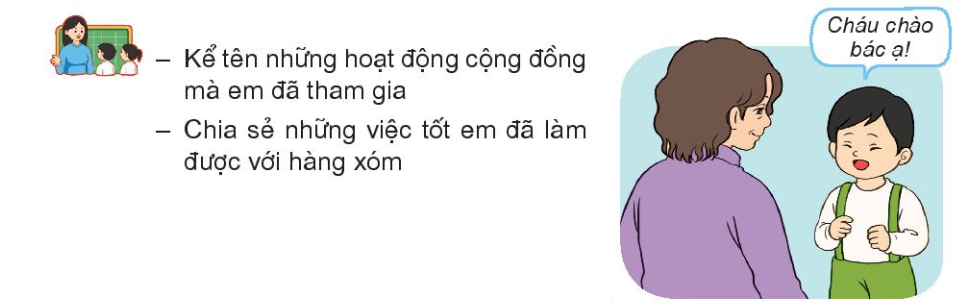 – Kể tên những hoạt động cộng đồng
mà em đã tham gia
– Chia sẻ những việc tốt em đã làm
được với hàng xóm
Cháu chào
bác ạ!